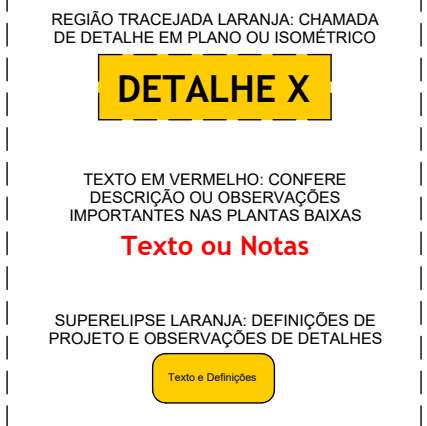 REGIÃO TRACEJADA LARANJA: CHAMADA
DE DETALHE EM PLANO OU ISOMÉTRICO
DETALHE X
TEXTO EM VERMELHO: CONFERE
DESCRIÇÃO OU OBSERVAÇÕES
IMPORTANTES NAS PLANTAS BAIXAS
Texto ou Notas
SUPERELIPSE LARANJA: DEFINIÇÕES DE
PROJETO E OBSERVAÇÕES DE DETALHES
Texto e Definições